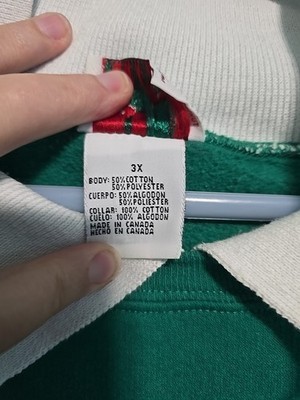 3X
BODY: 50% COTTON
50% POLYESTER
CUERPO: 50% ALGODON
50% POLYESTER
COLLAR: 100% COTTON
CUELO: 100% ALGODON
MADE IN CANADA
HECHO EN CANADA